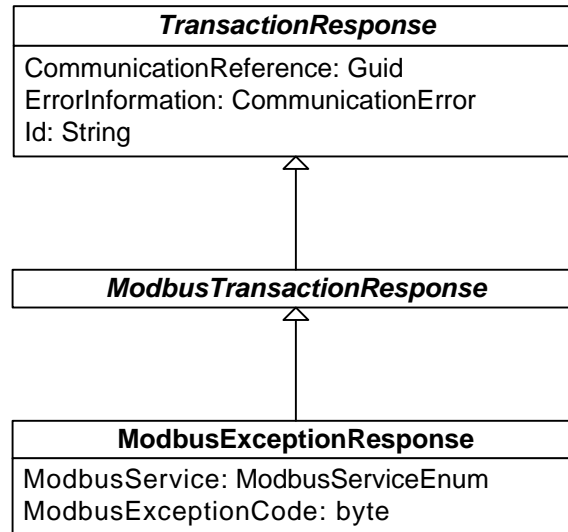 TransactionResponse
CommunicationReference: Guid
ErrorInformation: CommunicationError
Id: String
ModbusTransactionResponse
ModbusExceptionResponse
ModbusService: ModbusServiceEnum
ModbusExceptionCode: byte